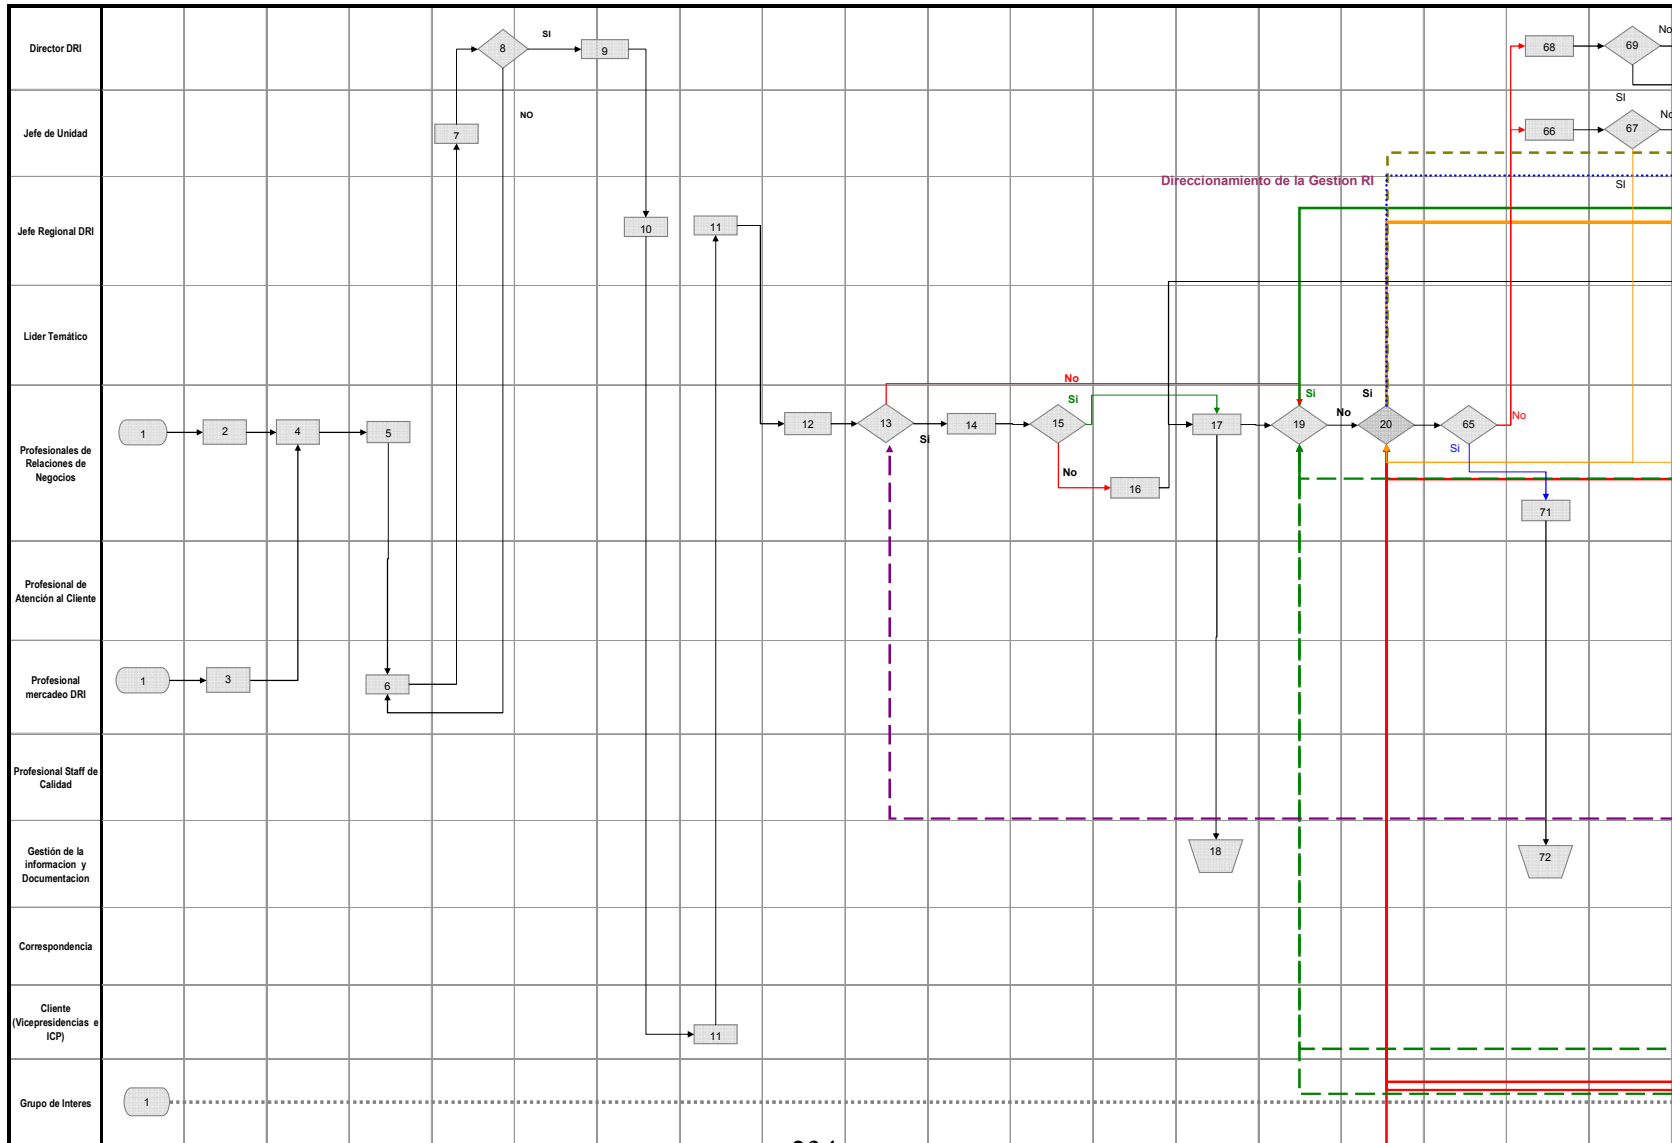 Director DRI
8
SI
9
68
69
No
NO
Jefe de Unidad
7
66
SI
67
No
Direccionamiento de la Gestion RI
SI
Jefe Regional DRI
10
11
Lider Temático
Profesionales de
Relaciones de
Negocios
1
2
4
5
12
13
No
Si
14
15
Si
No
16
17
19
Si
No
Si
20
65
No
Si
71
Profesional de
Atención al Cliente
Profesional
mercadeo DRI
1
3
6
Profesional Staff de
Calidad
Gestión de la
informacion y
Documentacion
18
72
Correspondencia
Cliente
(Vicepresidencias e
ICP)
11
Grupo de Interes
1